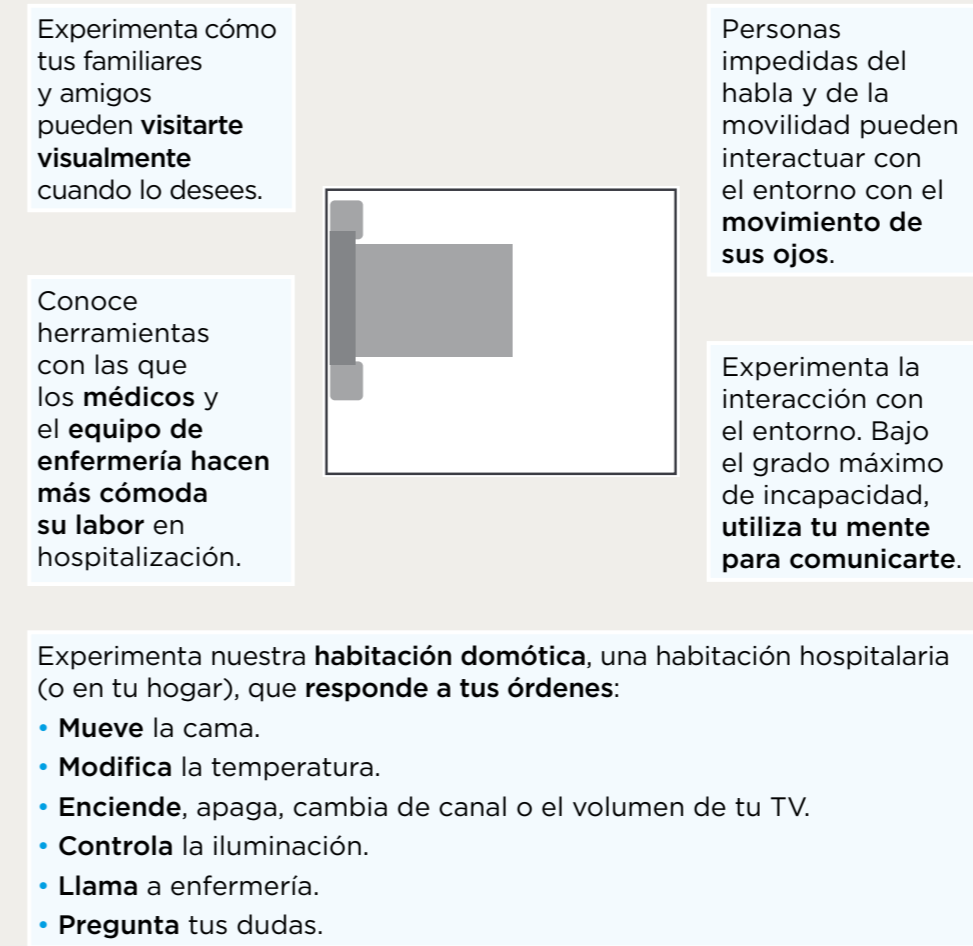 Experimenta cómo
tus familiares
y amigos
pueden visitarte
visualmente
cuando lo desees.
Conoce
herramientas
con las que
los médicos y
el equipo de
enfermería hacen
más cómoda
su labor en
hospitalización.
Personas
impedidas del
habla y de la
movilidad pueden
interactuar con
el entorno con el
movimiento de
sus ojos.
Experimenta la
interacción con
el entorno. Bajo
el grado máximo
de incapacidad,
utiliza tu mente
para comunicarte.
Experimenta nuestra habitación domótica, una habitación hospitalaria
(o en tu hogar), que responde a tus órdenes:
• Mueve la cama.
• Modifica la temperatura.
• Enciende, apaga, cambia de canal o el volumen de tu TV.
• Controla la iluminación.
• Llama a enfermería.
• Pregunta tus dudas.